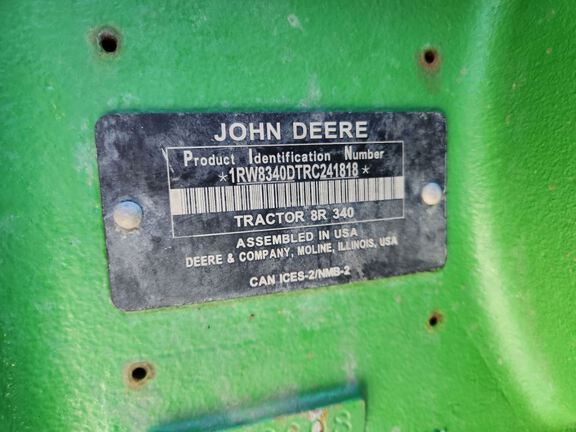 JOHN DEERE
Product Identification Number
*1RW8340DTRC241818*
TRACTOR 8R 340
ASSEMBLED IN USA
DEERE & COMPANY, MOLINE, ILLINOIS, USA
CAN ICES-2/NMB-2